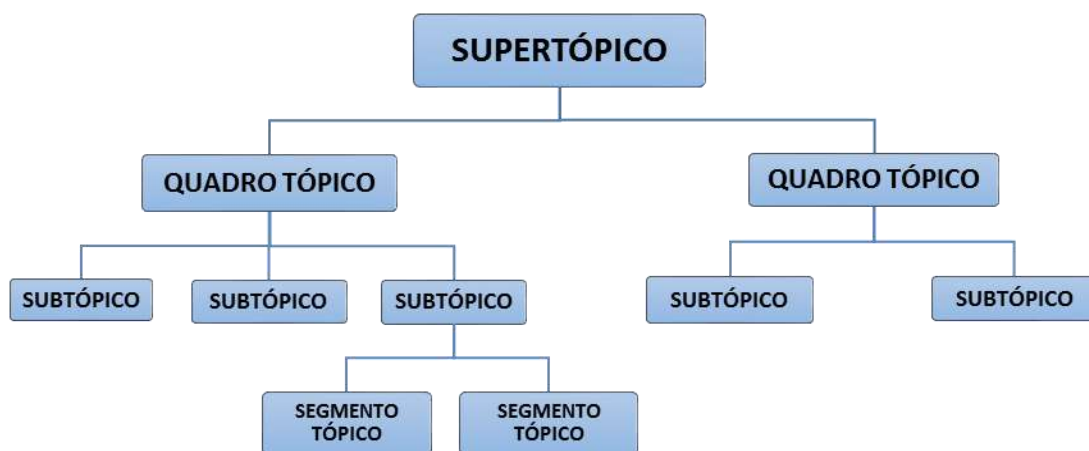 SUPERTÓPICO
QUADRO TÓPICO
QUADRO TÓPICO
SUBTÓPICO
SUBTÓPICO
SUBTÓPICO
SUBTÓPICO
SUBTÓPICO
SEGMENTO
TÓPICO
SEGMENTO
TÓPICO